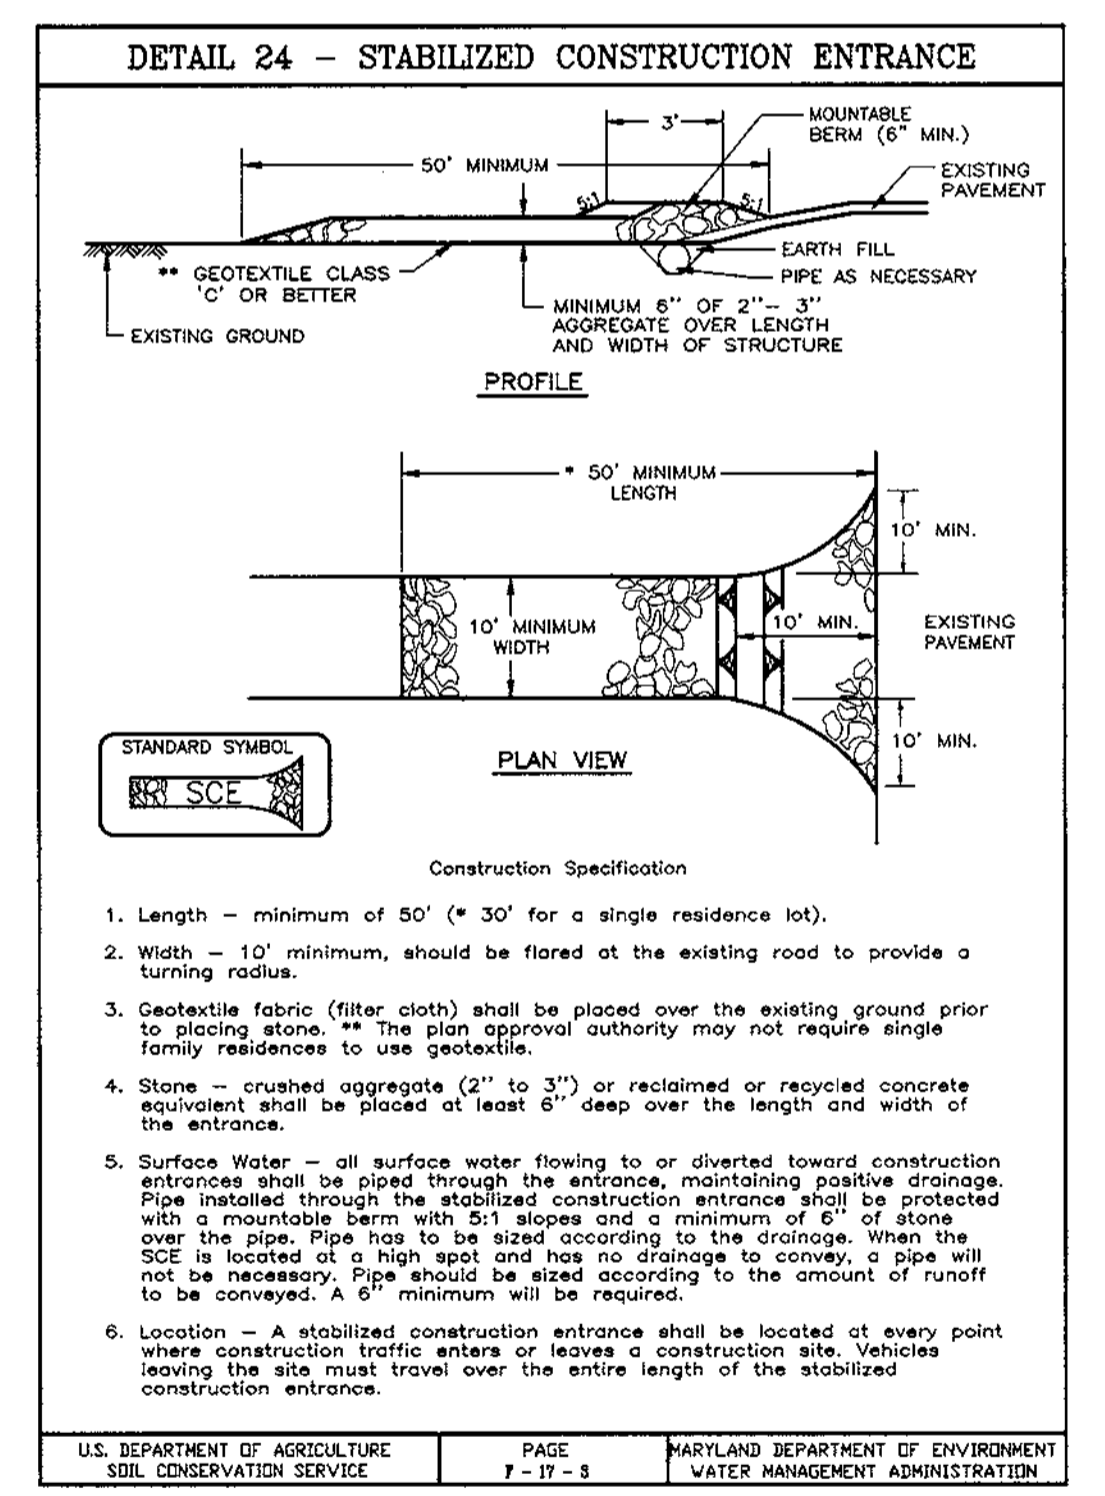 DETAIL 24 – STABILIZED CONSTRUCTION ENTRANCE
3'
MOUNTABLE
BERM (6" MIN.)
50' MINIMUM
EXISTING
PAVEMENT
5:1
5:1
EARTH FILL
** GEOTEXTILE CLASS
'C' OR BETTER
PIPE AS NECESSARY
MINIMUM 6" OF 2"– 3"
AGGREGATE OVER LENGTH
AND WIDTH OF STRUCTURE
EXISTING GROUND
PROFILE
* 50' MINIMUM
LENGTH
10' MIN.
10' MINIMUM
WIDTH
10' MIN.
EXISTING
PAVEMENT
10' MIN.
STANDARD SYMBOL
SCE
PLAN VIEW
Construction Specification
1. Length – minimum of 50' (* 30' for a single residence lot).
2. Width – 10' minimum, should be flared at the existing road to provide a
turning radius.
3. Geotextile fabric (filter cloth) shall be placed over the existing ground prior
to placing stone. ** The plan approval authority may not require single
family residences to use geotextile.
4. Stone – crushed aggregate (2" to 3") or reclaimed or recycled concrete
equivalent shall be placed at least 6" deep over the length and width of
the entrance.
5. Surface Water – all surface water flowing to or diverted toward construction
entrances shall be piped through the entrance, maintaining positive drainage.
Pipe installed through the stabilized construction entrance shall be protected
with a mountable berm with 5:1 slopes and a minimum of 6" of stone
over the pipe. Pipe has to be sized according to the drainage. When the
SCE is located at a high spot and has no drainage to convey, a pipe will
not be necessary. Pipe should be sized according to the amount of runoff
to be conveyed. A 6" minimum will be required.
6. Location – A stabilized construction entrance shall be located at every point
where construction traffic enters or leaves a construction site. Vehicles
leaving the site must travel over the entire length of the stabilized
construction entrance.
U.S. DEPARTMENT OF AGRICULTURE
SOIL CONSERVATION SERVICE
PAGE
F - 17 - 3
MARYLAND DEPARTMENT OF ENVIRONMENT
WATER MANAGEMENT ADMINISTRATION